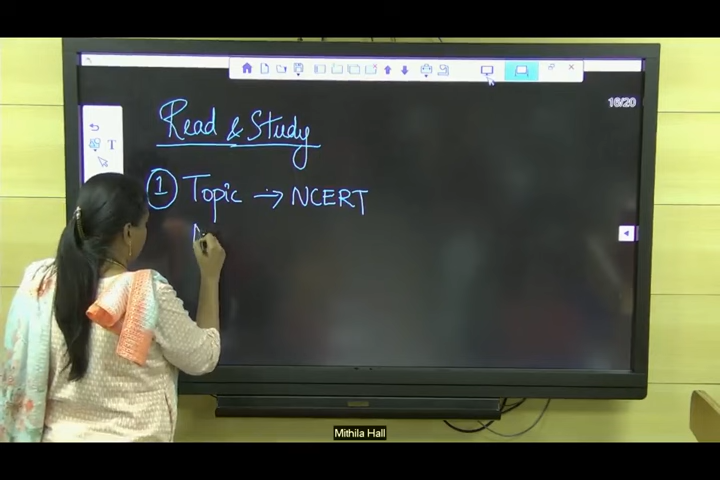 16/20
Read & Study
① Topic → NCERT
Mithila Hall